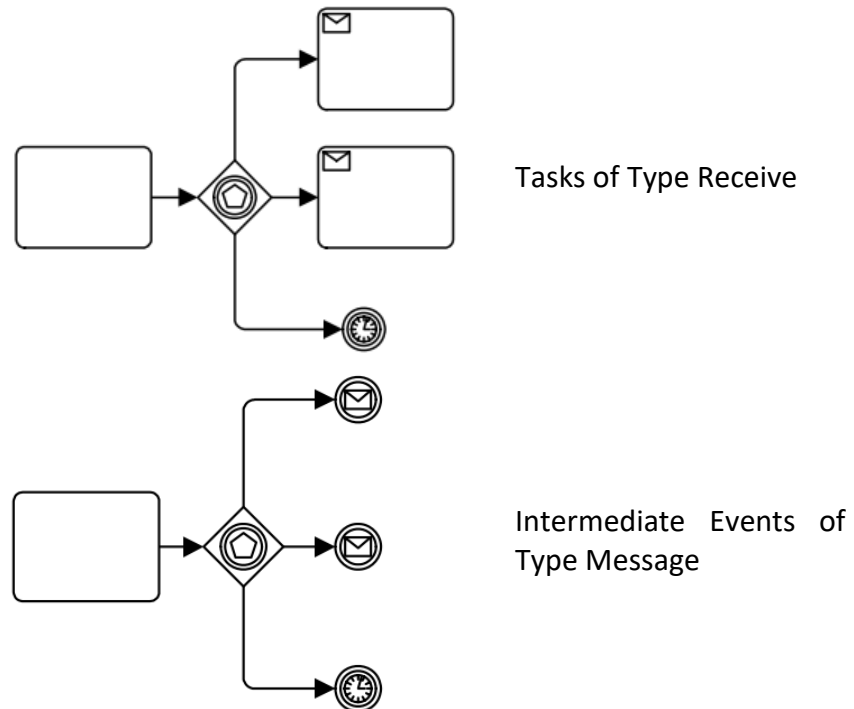 Tasks of Type Receive
Intermediate Events of
Type Message